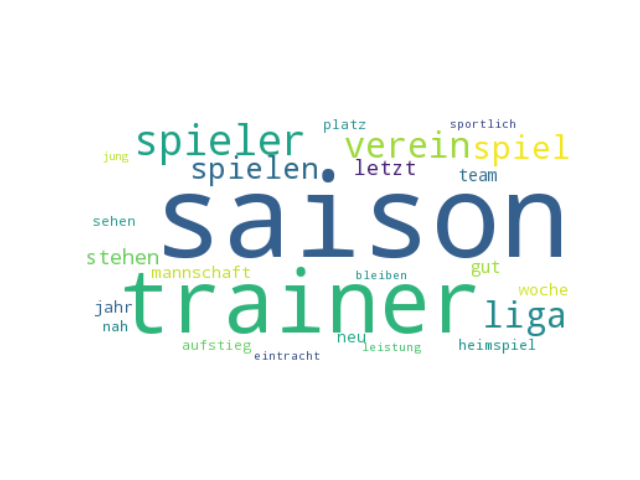 platz sportlich
jung spieler verein spiel
spielen letzt team
saison
sehen
stehen mannschaft bleiben gut
trainer woche
jahr liga
nah neu
aufstieg eintracht leistung heimspiel